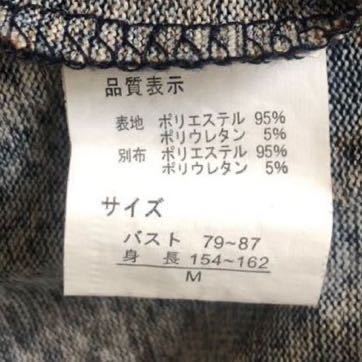 品質表示
表地 ポリエステル 95%
ポリウレタン 5%
別布 ポリエステル 95%
ポリウレタン 5%
サイズ
バスト 79~87
身 長 154~162
M